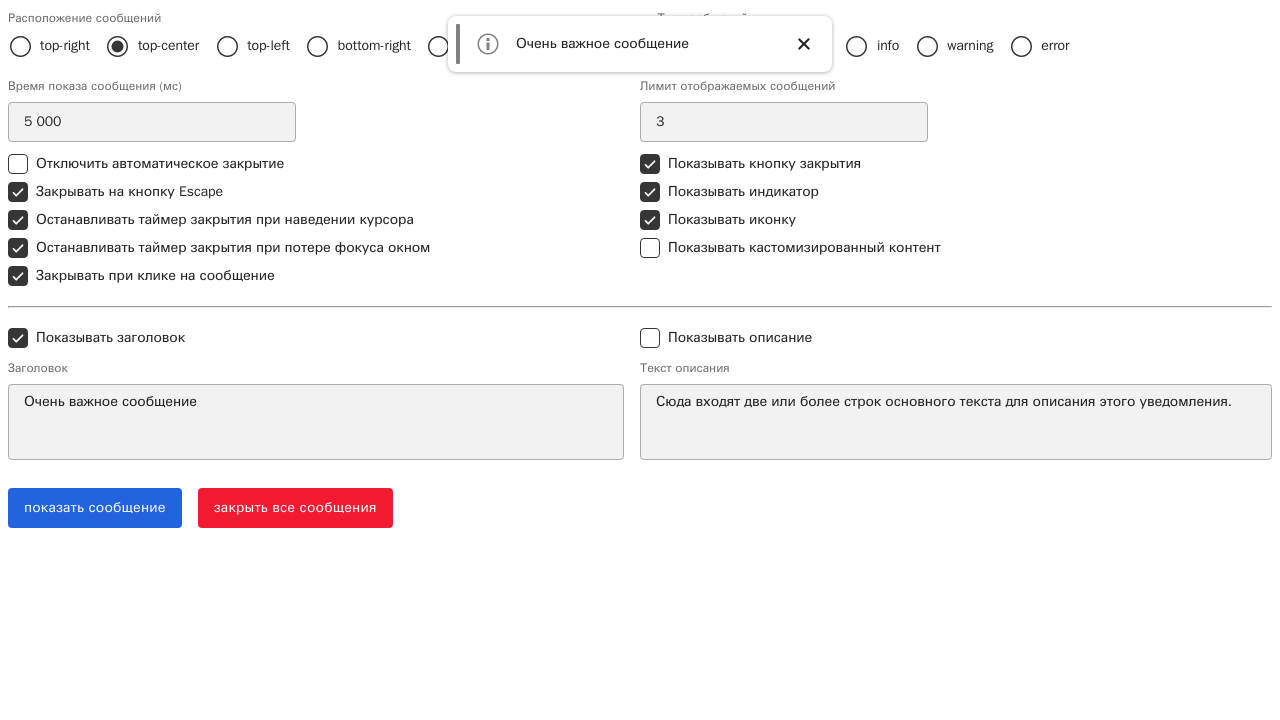 Расположение сообщений
top-right
top-center
top-left
bottom-right
Очень важное сообщение
info
warning
error
Время показа сообщения (мс)
Лимит отображаемых сообщений
5 000
3
Отключить автоматическое закрытие
Показывать кнопку закрытия
Закрывать на кнопку Escape
Показывать индикатор
Останавливать таймер закрытия при наведении курсора
Показывать иконку
Останавливать таймер закрытия при потере фокуса окном
Показывать кастомизированный контент
Закрывать при клике на сообщение
Показывать заголовок
Показывать описание
Заголовок
Текст описания
Очень важное сообщение
Сюда входят две или более строк основного текста для описания этого уведомления.
показать сообщение
закрыть все сообщения